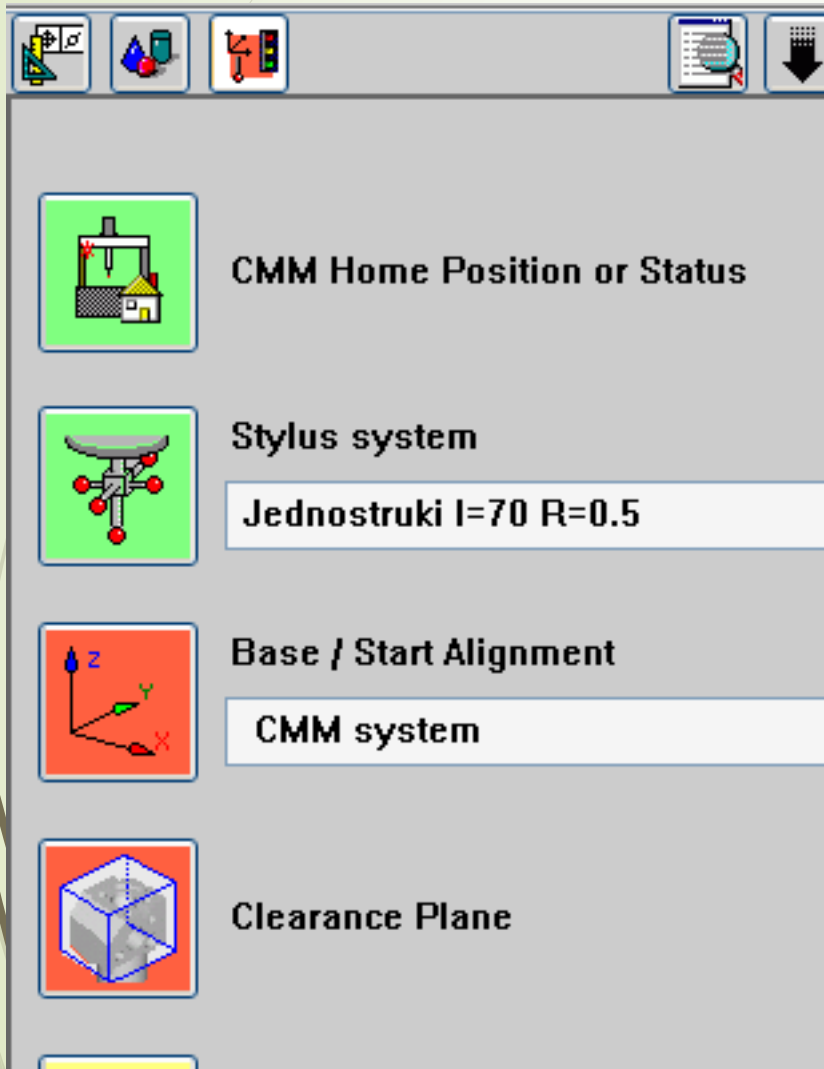 CMM Home Position or Status
Stylus system
Jednostruki l=70 R=0.5
Z
Y
X
Base / Start Alignment
CMM system
Clearance Plane